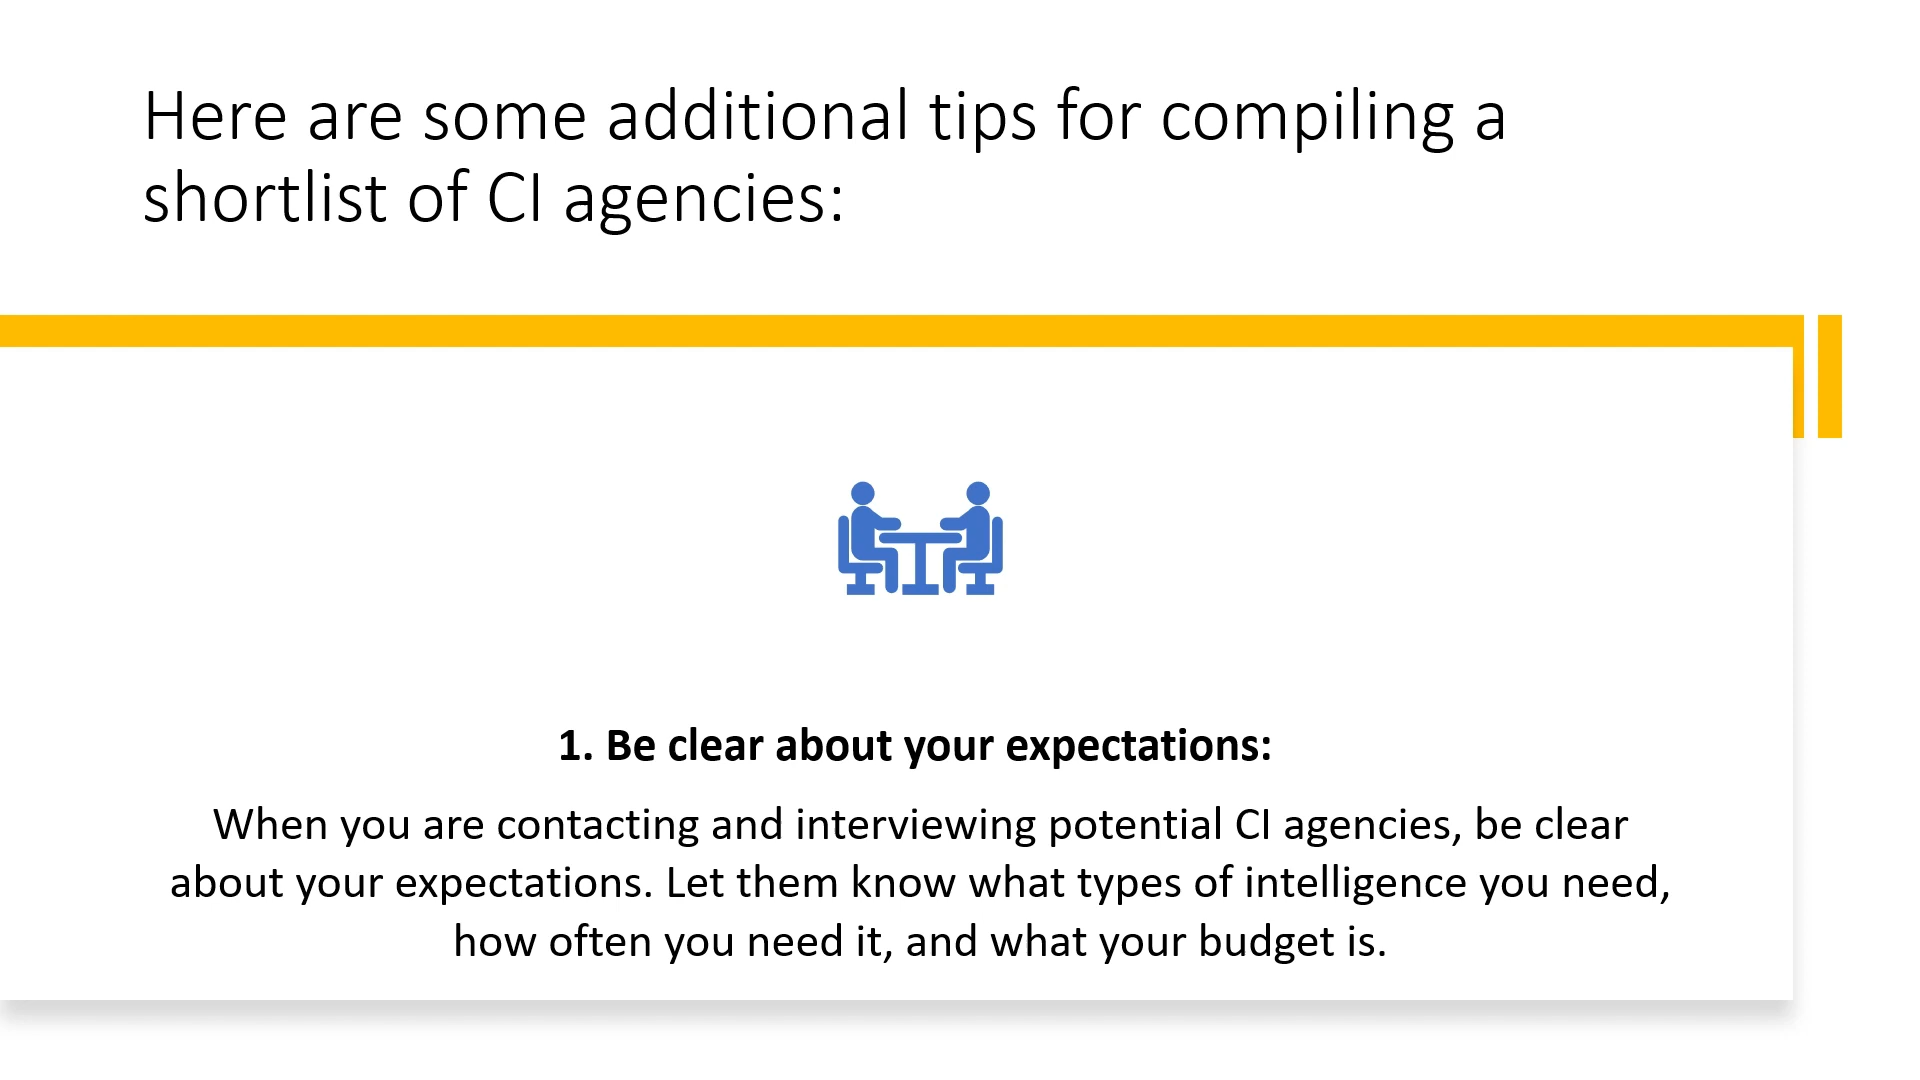 Here are some additional tips for compiling a
shortlist of CI agencies:
1. Be clear about your expectations:
When you are contacting and interviewing potential CI agencies, be clear
about your expectations. Let them know what types of intelligence you need,
how often you need it, and what your budget is.